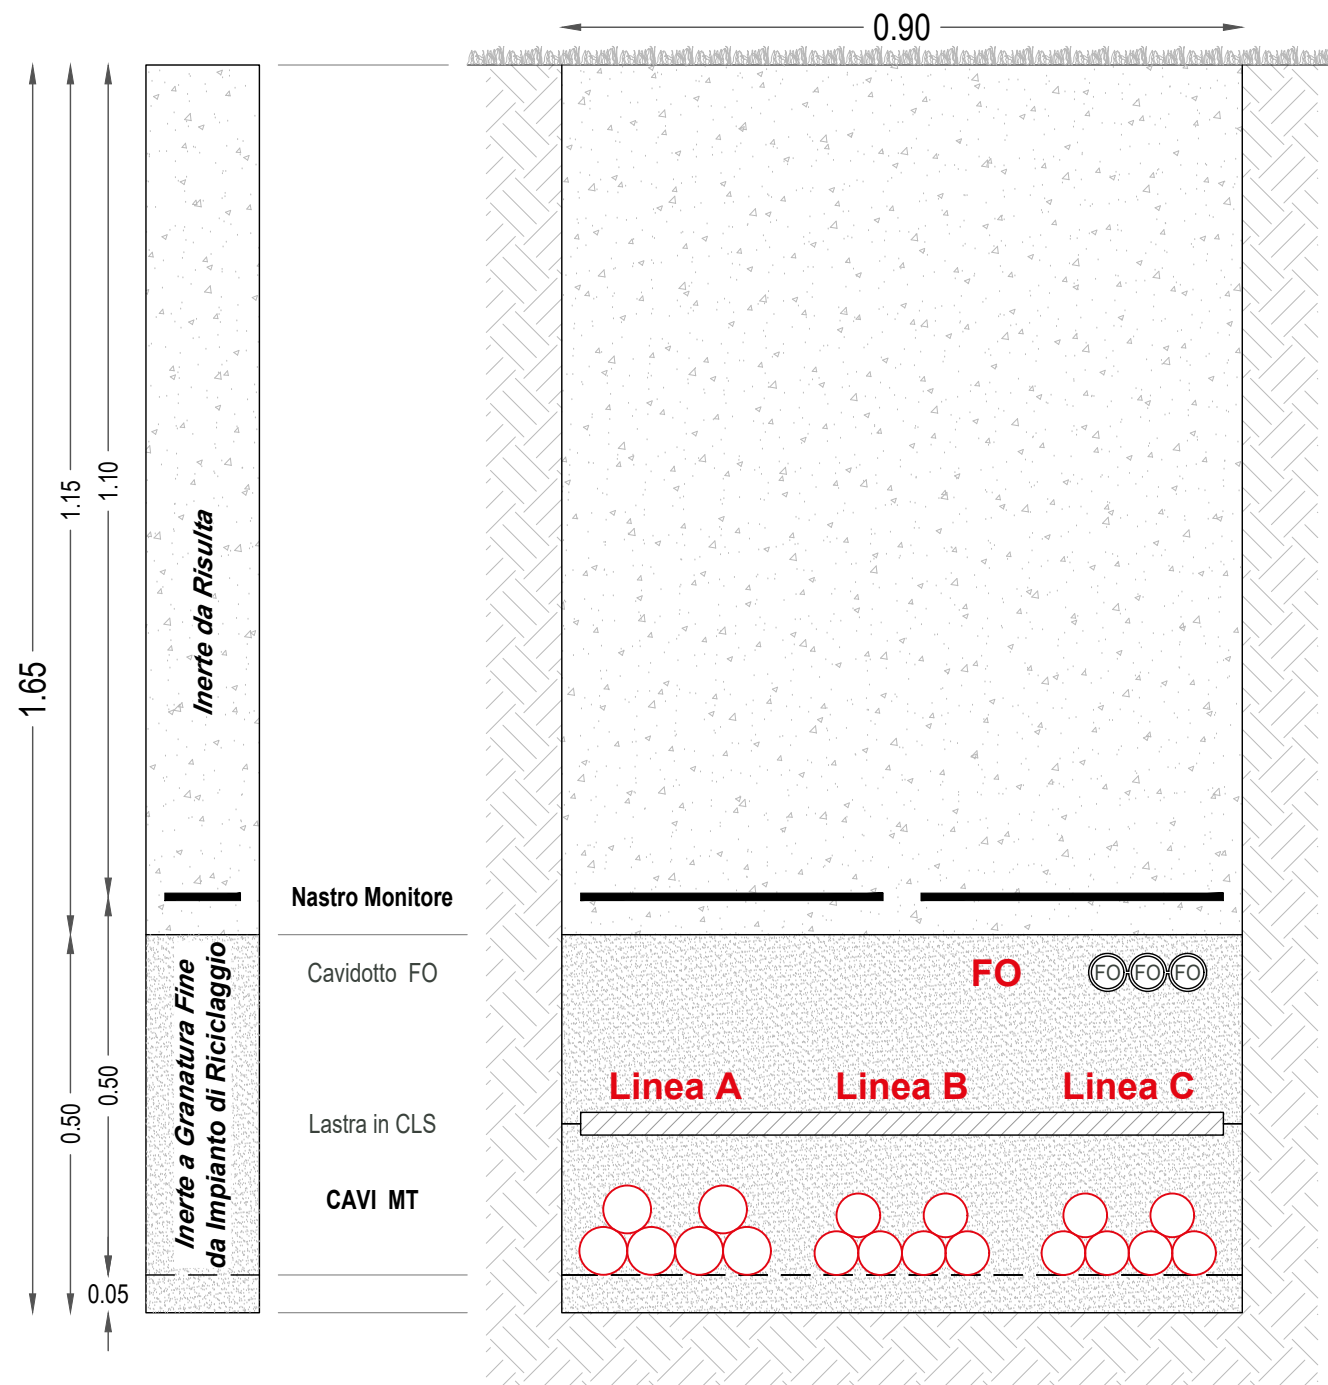 0.90
1.65
1.15
1.10
Inerte da Risulta
Nastro Monitore
Cavidotto FO
FO
FO FO FO
Inerte a Granatura Fine
da Impianto di Riciclaggio
0.50
0.50
Linea A Linea B Linea C
Lastra in CLS
CAVI MT
0.05